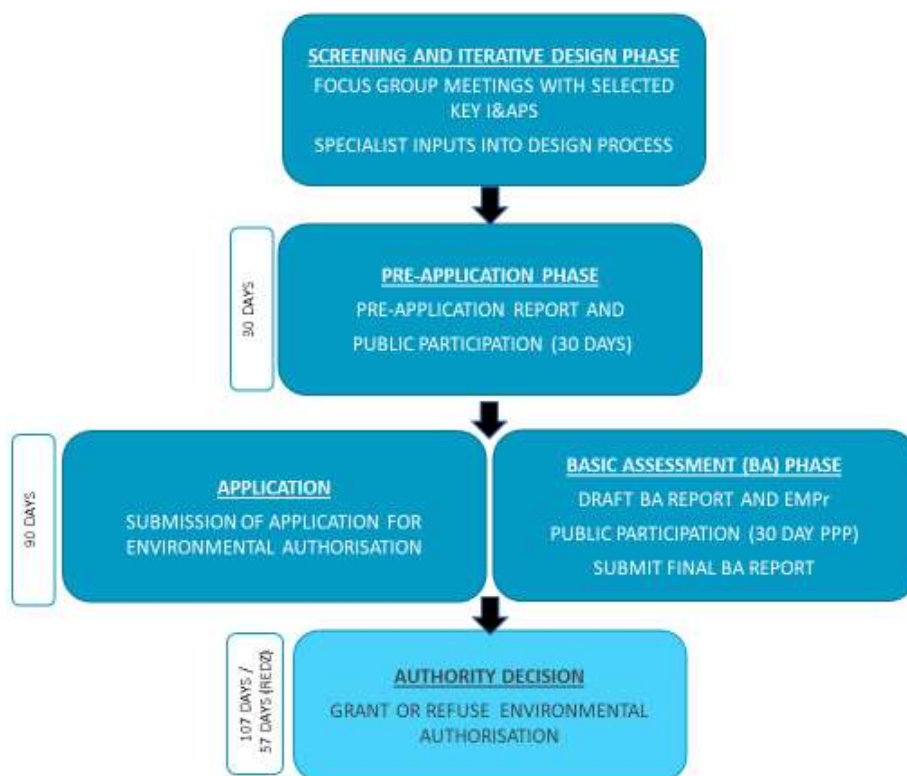 SCREENING AND ITERATIVE DESIGN PHASE
FOCUS GROUP MEETINGS WITH SELECTED
KEY I&APS
SPECIALIST INPUTS INTO DESIGN PROCESS
30 DAYS
PRE-APPLICATION PHASE
PRE-APPLICATION REPORT AND
PUBLIC PARTICIPATION (30 DAYS)
90 DAYS
APPLICATION
SUBMISSION OF APPLICATION FOR
ENVIRONMENTAL AUTHORISATION
BASIC ASSESSMENT (BA) PHASE
DRAFT BA REPORT AND EMPr
PUBLIC PARTICIPATION (30 DAY PPP)
SUBMIT FINAL BA REPORT
107 DAYS /
57 DAYS (REDZ)
AUTHORITY DECISION
GRANT OR REFUSE ENVIRONMENTAL
AUTHORISATION